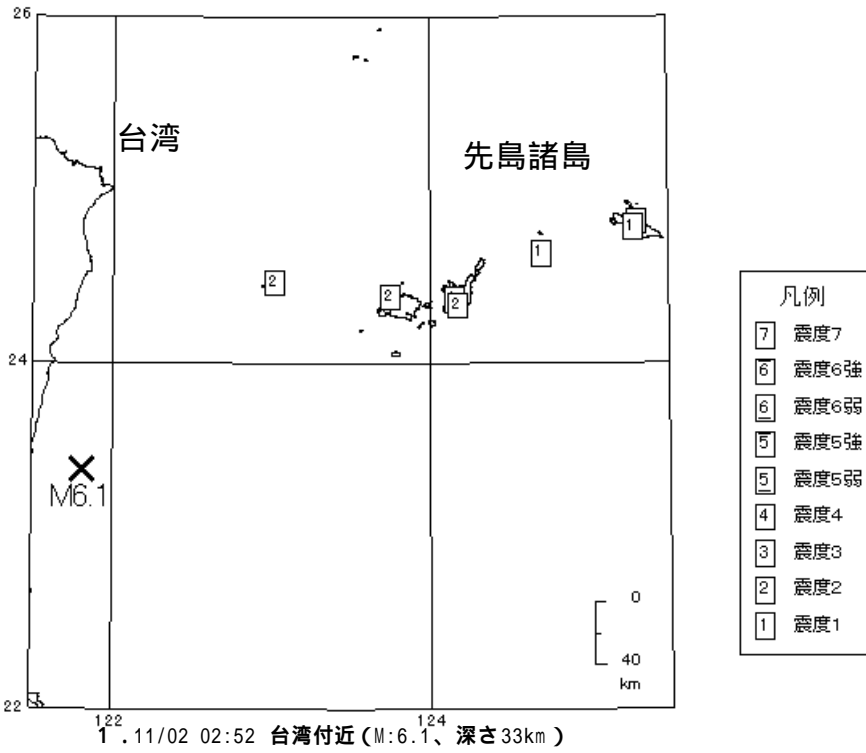 26
台湾
先島諸島
1
1
2
2
2
24
M6.1
0
40
km
22
122
124
凡例
7 震度7
6 震度6強
6 震度6弱
5 震度5強
5 震度5弱
4 震度4
3 震度3
2 震度2
1 震度1
1 .11/02 02:52 台湾付近(M:6.1、深さ33km)